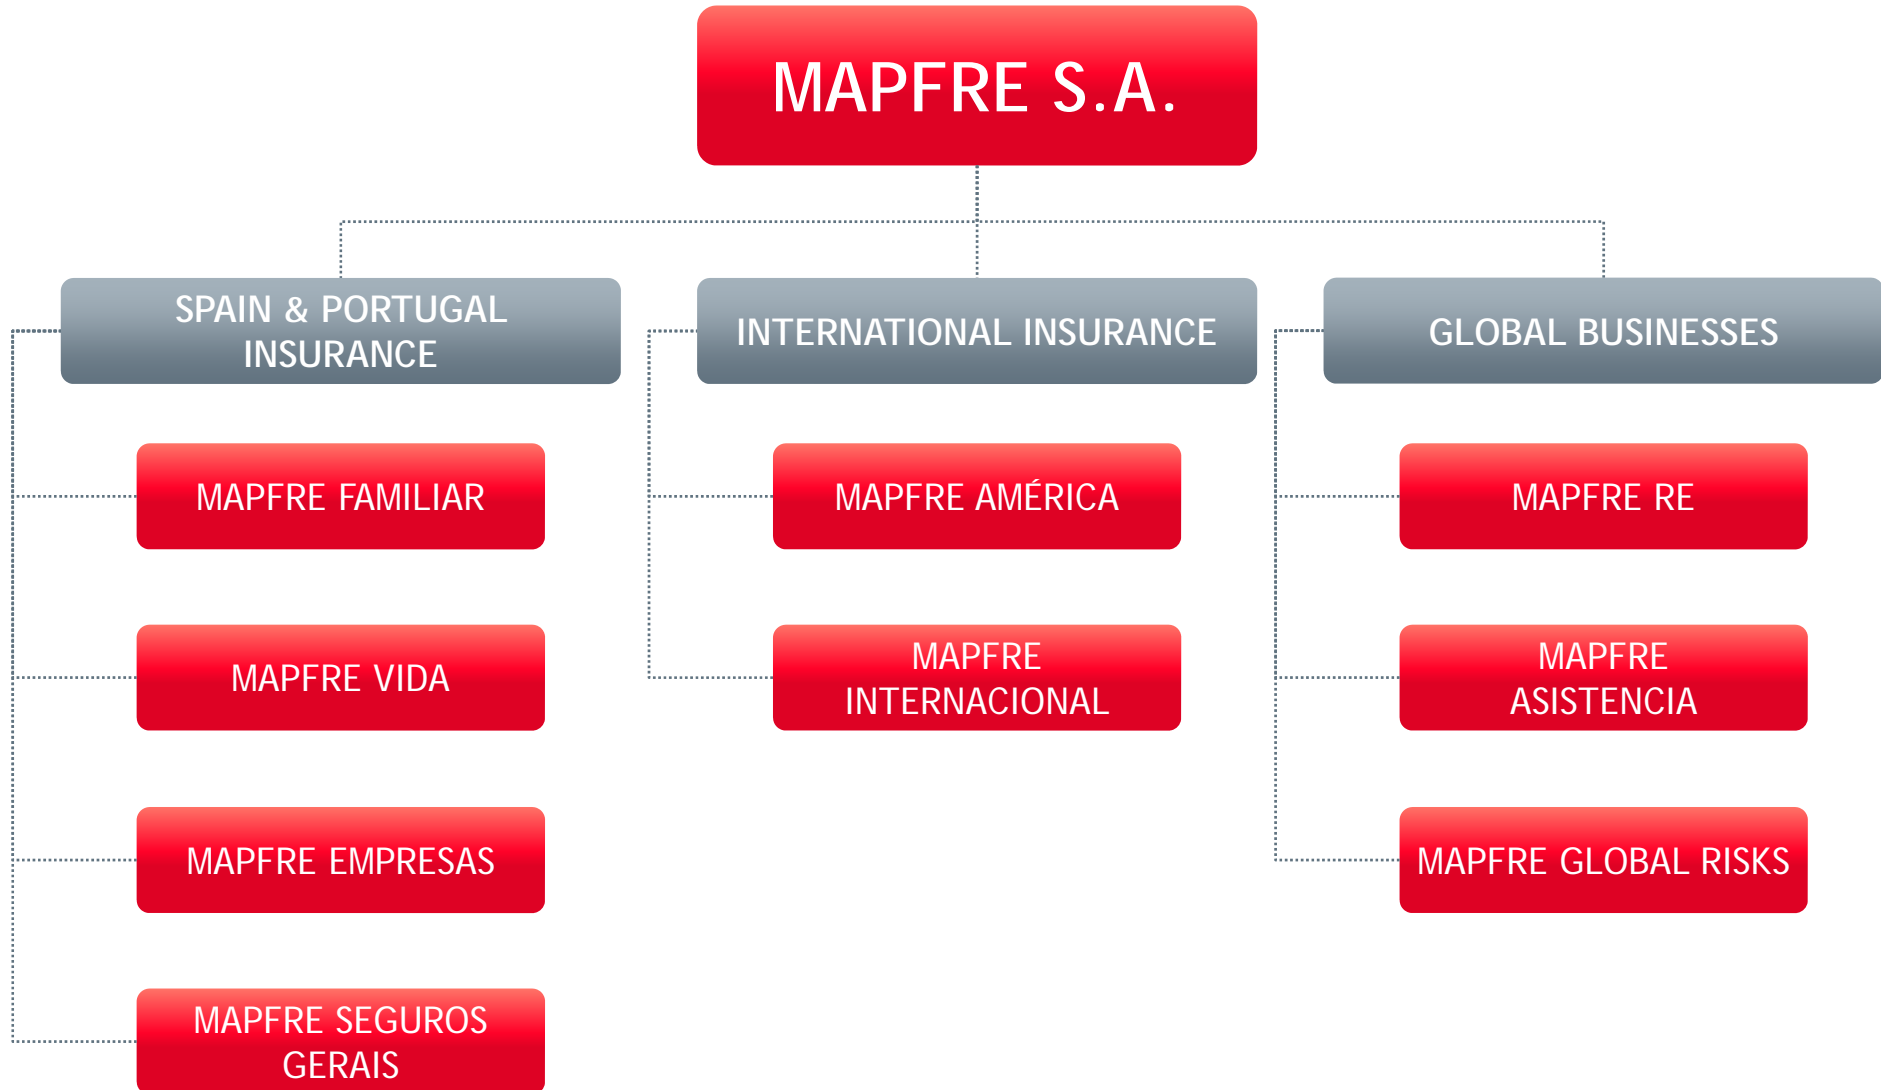 MAPFRE S.A.
SPAIN & PORTUGAL
INSURANCE
INTERNATIONAL INSURANCE
GLOBAL BUSINESSES
MAPFRE FAMILIAR
MAPFRE AMÉRICA
MAPFRE RE
MAPFRE VIDA
MAPFRE
INTERNACIONAL
MAPFRE
ASISTENCIA
MAPFRE EMPRESAS
MAPFRE GLOBAL RISKS
MAPFRE SEGUROS
GERAIS